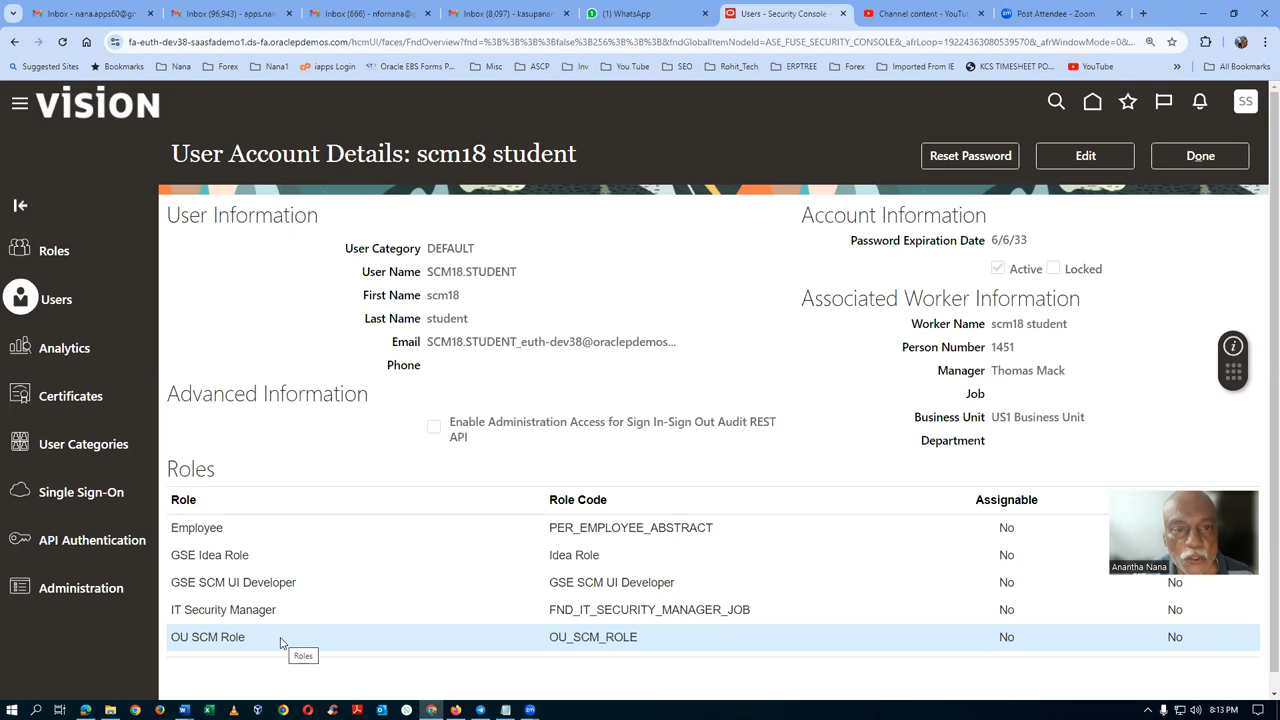 Inbox - nana.apps60@gm
Inbox (96,943) - apps.nan
Inbox (666) - nfornana@g
Inbox (8,097) - kasupanan
(1) WhatsApp
Users - Security Console -
Channel content - YouTu
Post Attendee - Zoom
fa-euth-dev38-saasfademo1.ds-fa.oraclepdemos.com/hcmUI/faces/FndOverview?fnd=%3B%3B%3B%3Bfalse%3B256%3B%3B%3B&fndGlobalItemNodeId=ASE_FUSE_SECURITY_CONSOLE&_afrLoop=19224363080539570&_afrWindowMode=0&...
Suggested Sites
Bookmarks
Nana
Forex
Nana1
iapps Login
Oracle EBS Forms P...
Misc
ASCP
Inv
You Tube
SEO
Rohit_Tech
ERPTREE
Forex
Imported From IE
KCS TIMESHEET PO...
YouTube
All Bookmarks
VISION
SS
User Account Details: scm18 student
Reset Password
Edit
Done
Roles
Users
Analytics
Certificates
User Categories
Single Sign-On
API Authentication
Administration
User Information
User Category DEFAULT
User Name SCM18.STUDENT
First Name scm18
Last Name student
Email SCM18.STUDENT_euth-dev38@oraclepdemos...
Phone
Account Information
Password Expiration Date 6/6/33
Active Locked
Associated Worker Information
Worker Name scm18 student
Person Number 1451
Manager Thomas Mack
Job
Business Unit US1 Business Unit
Department
Advanced Information
Enable Administration Access for Sign In-Sign Out Audit REST
API
Roles
Role Role Code Assignable
Employee PER_EMPLOYEE_ABSTRACT No
GSE Idea Role Idea Role No
GSE SCM UI Developer GSE SCM UI Developer No No
IT Security Manager FND_IT_SECURITY_MANAGER_JOB No No
OU SCM Role OU_SCM_ROLE No No
Roles
Anantha Nana
8:13 PM